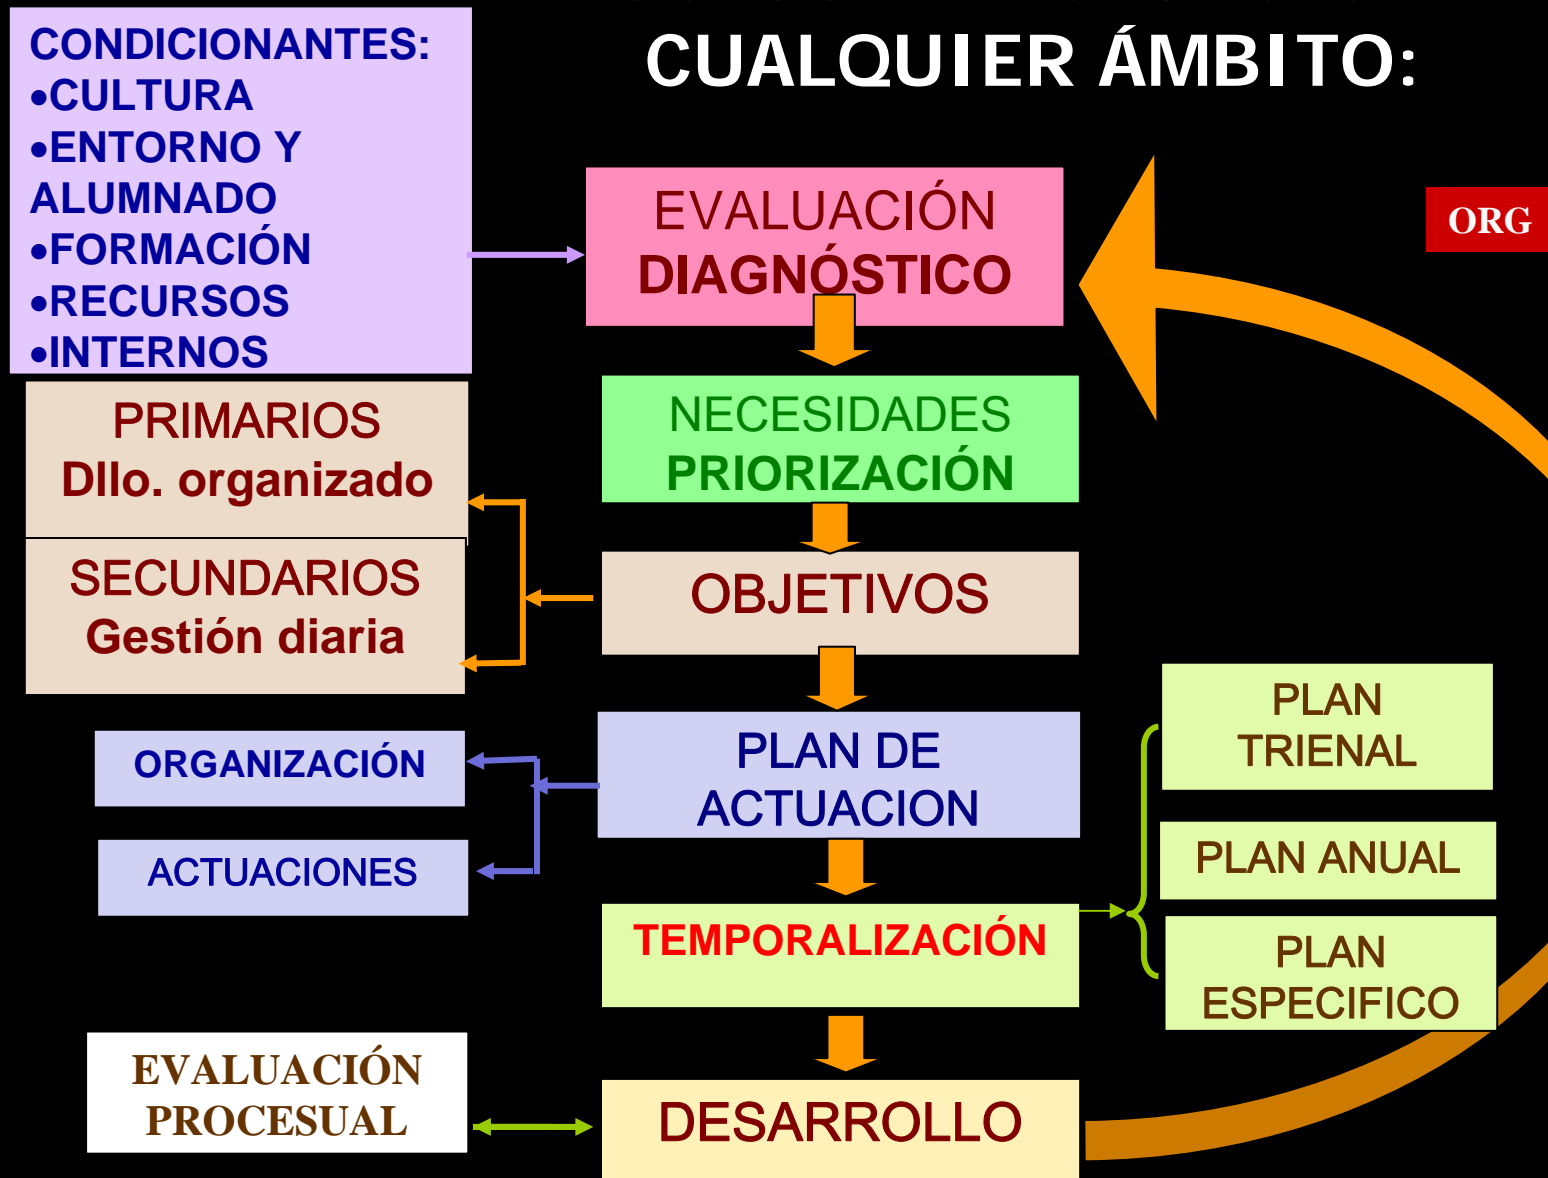 CUALQUIER ÁMBITO:
CONDICIONANTES:
•CULTURA
•ENTORNO Y
ALUMNADO
•FORMACIÓN
•RECURSOS
•INTERNOS
EVALUACIÓN
DIAGNÓSTICO
ORG
NECESIDADES
PRIORIZACIÓN
PRIMARIOS
Dllo. organizado
SECUNDARIOS
Gestión diaria
OBJETIVOS
PLAN DE
ACTUACION
ORGANIZACIÓN
ACTUACIONES
PLAN
TRIENAL
PLAN ANUAL
PLAN
ESPECIFICO
TEMPORALIZACIÓN
EVALUACIÓN
PROCESUAL
DESARROLLO